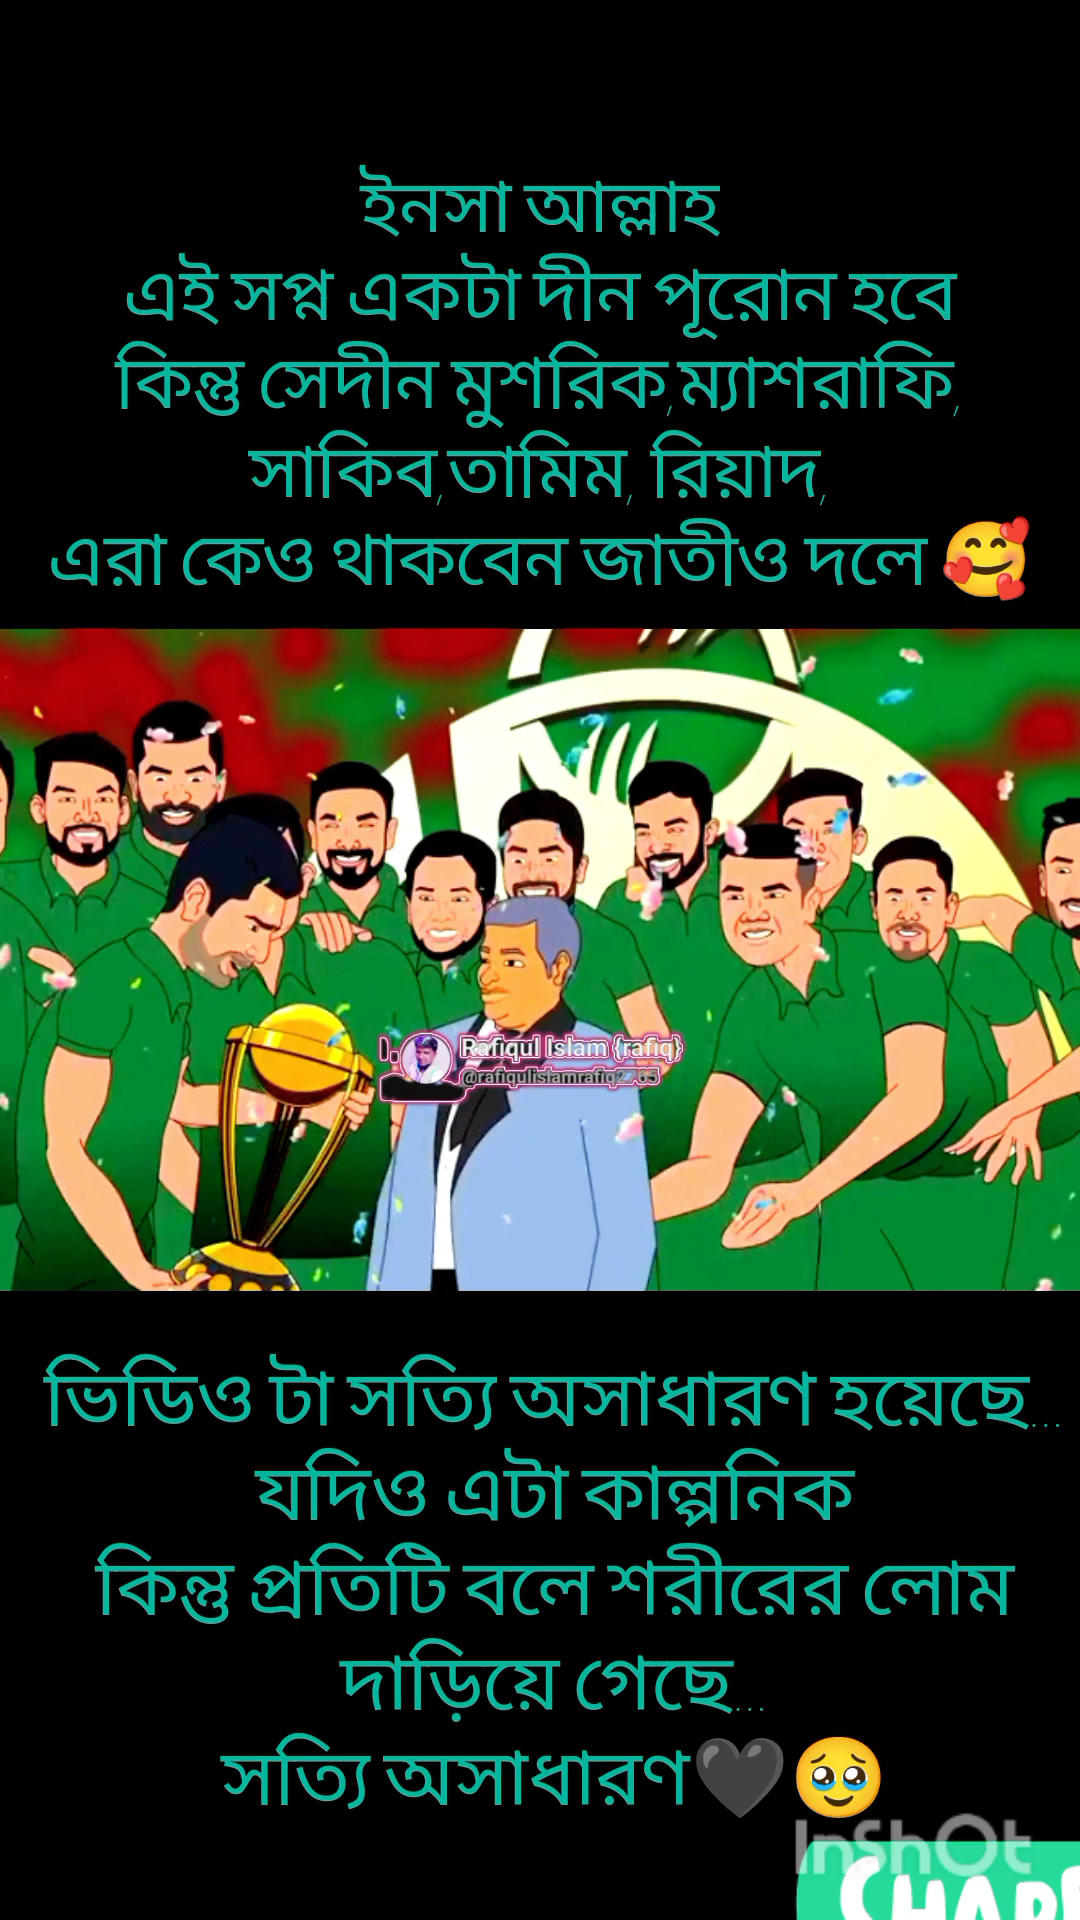 ইনসা আল্লাহ
এই সপ্ন একটা দীন পূরোন হবে
কিন্তু সেদীন মুশরিক,ম্যাশরাফি,
সাকিব,তামিম, রিয়াদ,
এরা কেও থাকবেন জাতীও দলে 🥰
Rafiqul Islam {rafiq}
@rafiqulislamrafiq2765
ভিডিও টা সত্যি অসাধারণ হয়েছে...
যদিও এটা কাল্পনিক
কিন্তু প্রতিটি বলে শরীরের লোম
দাড়িয়ে গেছে...
সত্যি অসাধারণ🖤🥹
InShOt